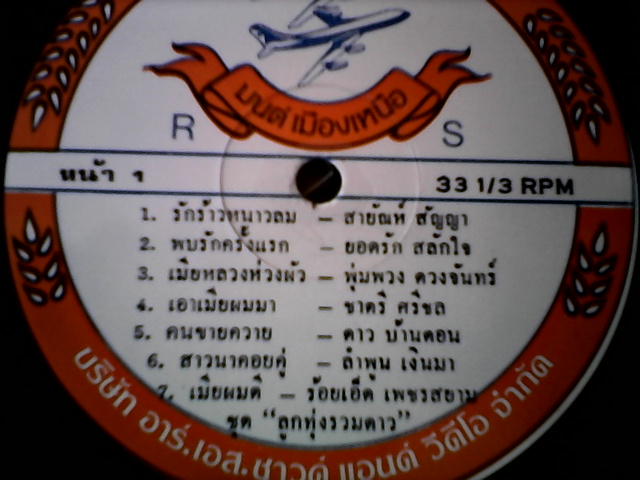 มนต์เมืองเหนือ
R S
หน้า ๑
33 1/3 RPM
1. รักร้าวหนาวลม – สายัณห์ สัญญา
2. พบรักครั้งแรก – ยอดรัก สลักใจ
3. เมียหลวงห่วงผัว – พุ่มพวง ดวงจันทร์
4. เอาเมียผมมา – ชาตรี ศรีชล
5. คนขายควาย – ดาว บ้านดอน
6. สาวนาคอยคู่ – ลำพูน เงินมา
7. เมียผมดี – ร้อยเอ็ด เพชรสยาม
ชุด "ลูกทุ่งรวมดาว"
บริษัท อาร์.เอส.ซาวด์ แอนด์ วีดีโอ จำกัด